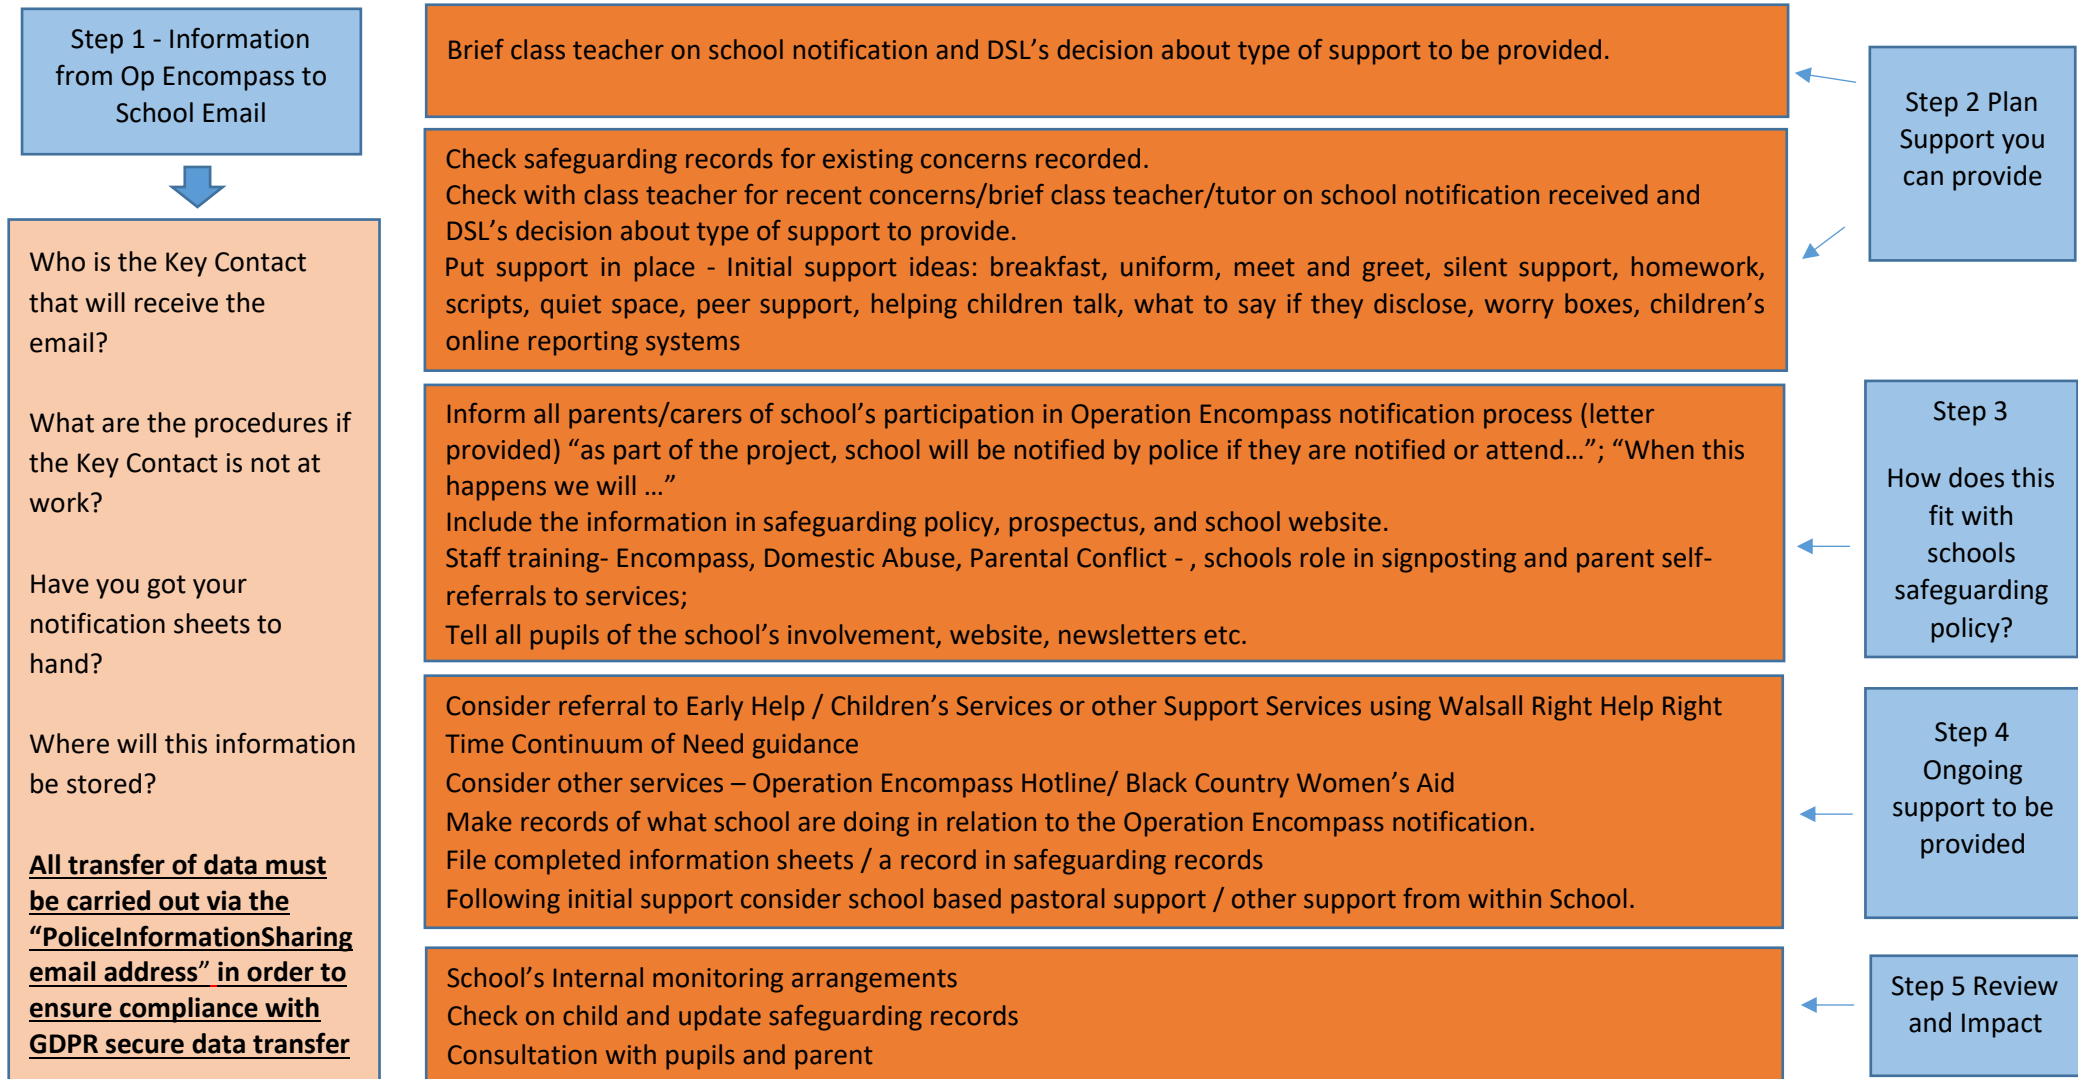 Step 1 - Information
from Op Encompass to
School Email
Who is the Key Contact
that will receive the
email?
What are the procedures if
the Key Contact is not at
work?
Have you got your
notification sheets to
hand?
Where will this information
be stored?
All transfer of data must
be carried out via the
“PoliceInformationSharing
email address” in order to
ensure compliance with
GDPR secure data transfer
Brief class teacher on school notification and DSL’s decision about type of support to be provided.
Check safeguarding records for existing concerns recorded.
Check with class teacher for recent concerns/brief class teacher/tutor on school notification received and
DSL’s decision about type of support to provide.
Put support in place - Initial support ideas: breakfast, uniform, meet and greet, silent support, homework,
scripts, quiet space, peer support, helping children talk, what to say if they disclose, worry boxes, children’s
online reporting systems
Step 2 Plan
Support you
can provide
Inform all parents/carers of school’s participation in Operation Encompass notification process (letter
provided) “as part of the project, school will be notified by police if they are notified or attend…”; “When this
happens we will …”
Include the information in safeguarding policy, prospectus, and school website.
Staff training- Encompass, Domestic Abuse, Parental Conflict - , schools role in signposting and parent self-
referrals to services;
Tell all pupils of the school’s involvement, website, newsletters etc.
Step 3
How does this
fit with
schools
safeguarding
policy?
Consider referral to Early Help / Children’s Services or other Support Services using Walsall Right Help Right
Time Continuum of Need guidance
Consider other services – Operation Encompass Hotline/ Black Country Women’s Aid
Make records of what school are doing in relation to the Operation Encompass notification.
File completed information sheets / a record in safeguarding records
Following initial support consider school based pastoral support / other support from within School.
Step 4
Ongoing
support to be
provided
School’s Internal monitoring arrangements
Check on child and update safeguarding records
Consultation with pupils and parent
Step 5 Review
and Impact